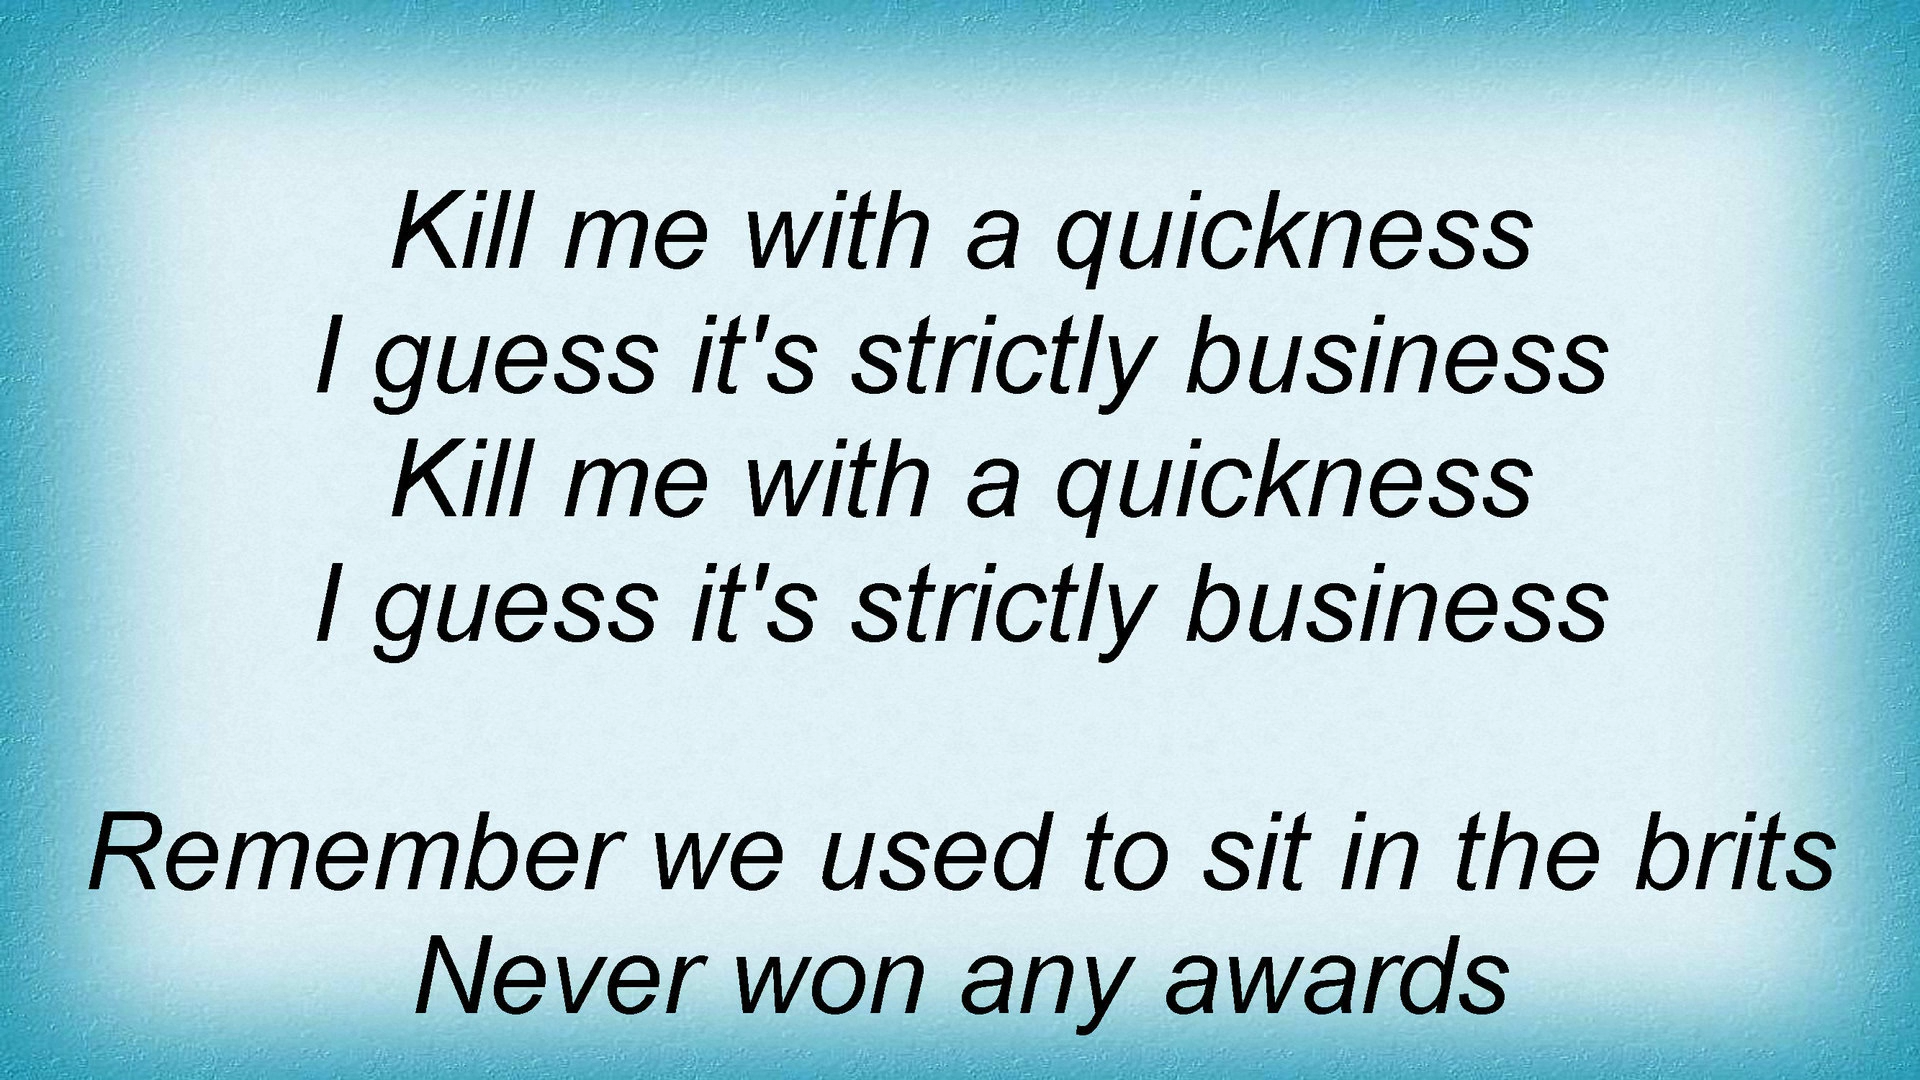 Kill me with a quickness
I guess it's strictly business
Kill me with a quickness
I guess it's strictly business
Remember we used to sit in the brits
Never won any awards